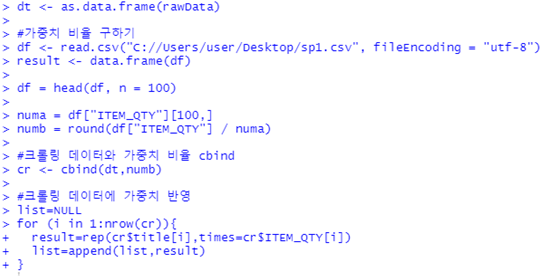 > dt <- as.data.frame(rawData)
>
> #가중치 비율 구하기
> df <- read.csv("C://Users/user/Desktop/sp1.csv", fileEncoding = "utf-8")
> result <- data.frame(df)
>
> df = head(df, n = 100)
>
> numa = df["ITEM_QTY"][100,]
> numb = round(df["ITEM_QTY"] / numa)
>
> #크롤링 데이터와 가중치 비율 cbind
> cr <- cbind(dt,numb)
>
> #크롤링 데이터에 가중치 반영
> list=NULL
> for (i in 1:nrow(cr)){
+   result=rep(cr$title[i],times=cr$ITEM_QTY[i])
+   list=append(list,result)
+ }